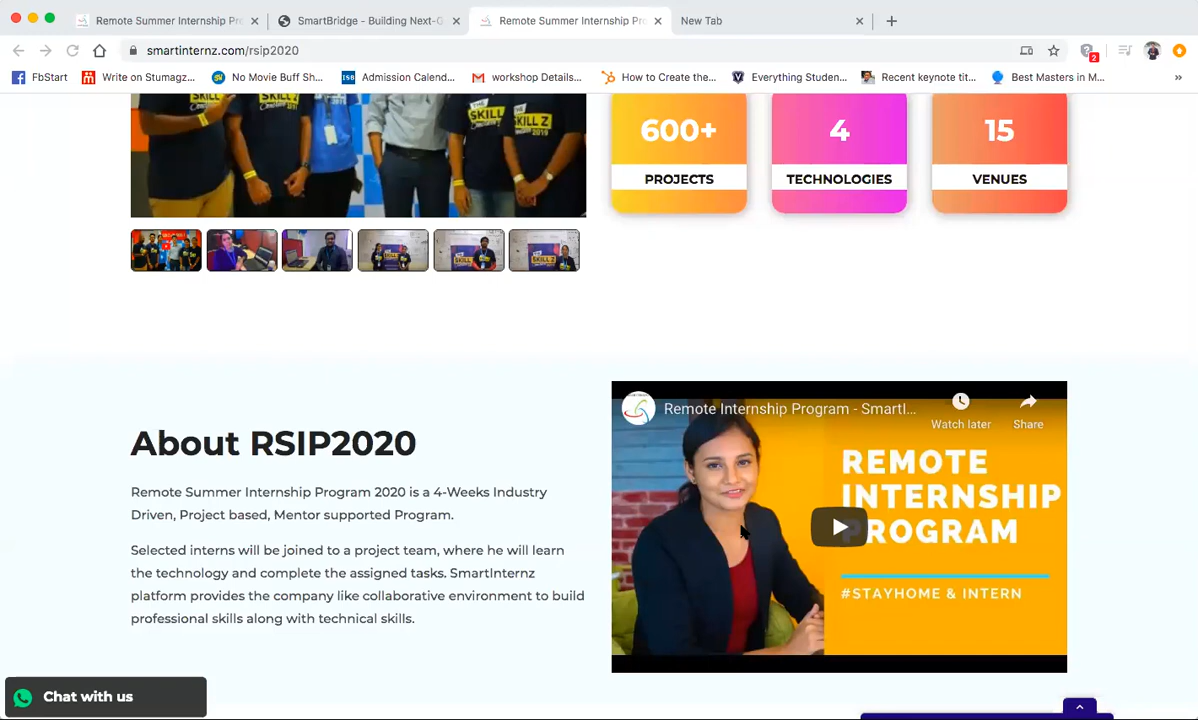 Remote Summer Internship Pr
SmartBridge - Building Next-G
Remote Summer Internship Pro
New Tab
smartinternz.com/rsip2020
2
FbStart
Write on Stumagz...
No Movie Buff Sh...
Admission Calend...
workshop Details...
How to Create the...
Everything Studen...
Recent keynote tit...
Best Masters in M...
»
THE SKILL Z
2019
600+
PROJECTS
4
TECHNOLOGIES
15
VENUES
About RSIP2020
Remote Summer Internship Program 2020 is a 4-Weeks Industry
Driven, Project based, Mentor supported Program.
Selected interns will be joined to a project team, where he will learn
the technology and complete the assigned tasks. SmartInternz
platform provides the company like collaborative environment to build
professional skills along with technical skills.
Remote Internship Program - SmartI...
Watch later
Share
REMOTE
INTERNSHIP
PROGRAM
#STAYHOME & INTERN
Chat with us